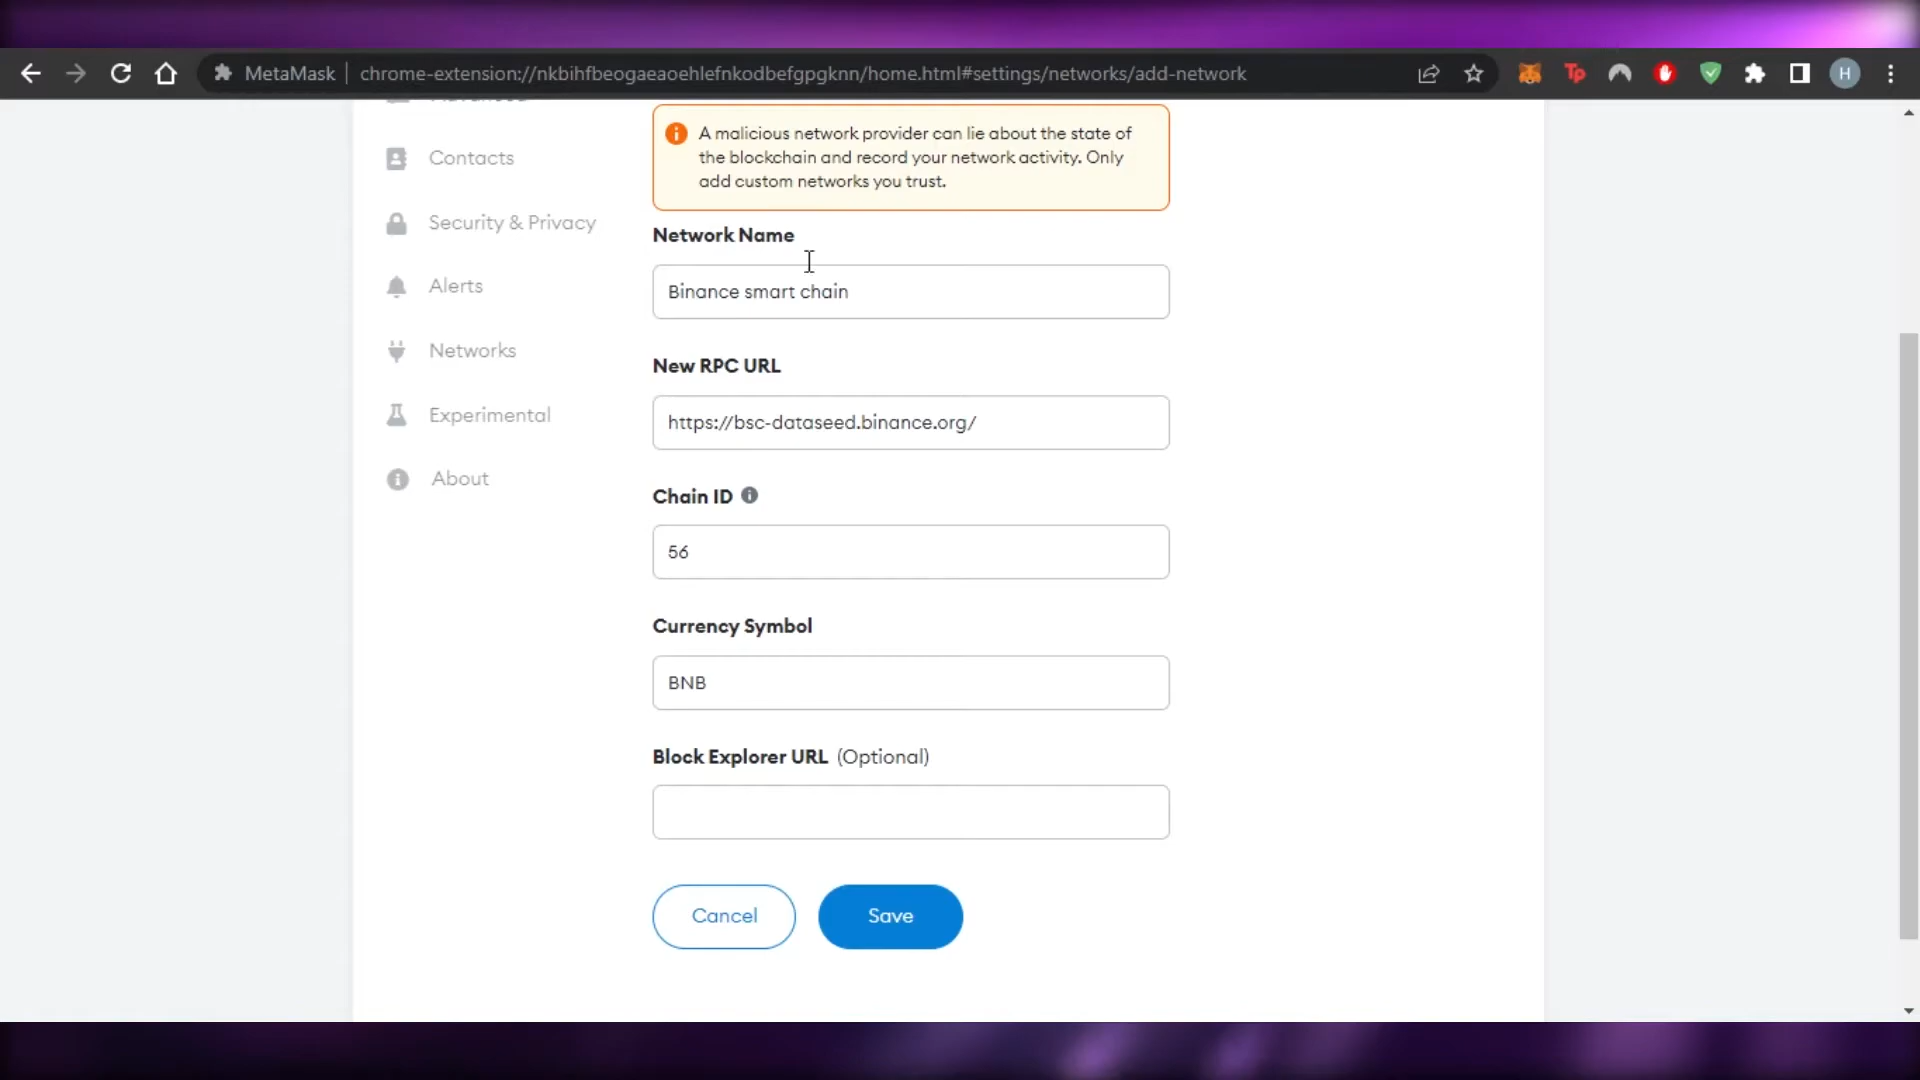 MetaMask | chrome-extension://nkbihfbeogaeaoehlefnkodbefgpgknn/home.html#settings/networks/add-network
TP
H
Advanced
A malicious network provider can lie about the state of
the blockchain and record your network activity. Only
add custom networks you trust.
Contacts
Security & Privacy
Alerts
Networks
Experimental
About
Network Name
Binance smart chain
New RPC URL
https://bsc-dataseed.binance.org/
Chain ID
56
Currency Symbol
BNB
Block Explorer URL (Optional)
Cancel
Save